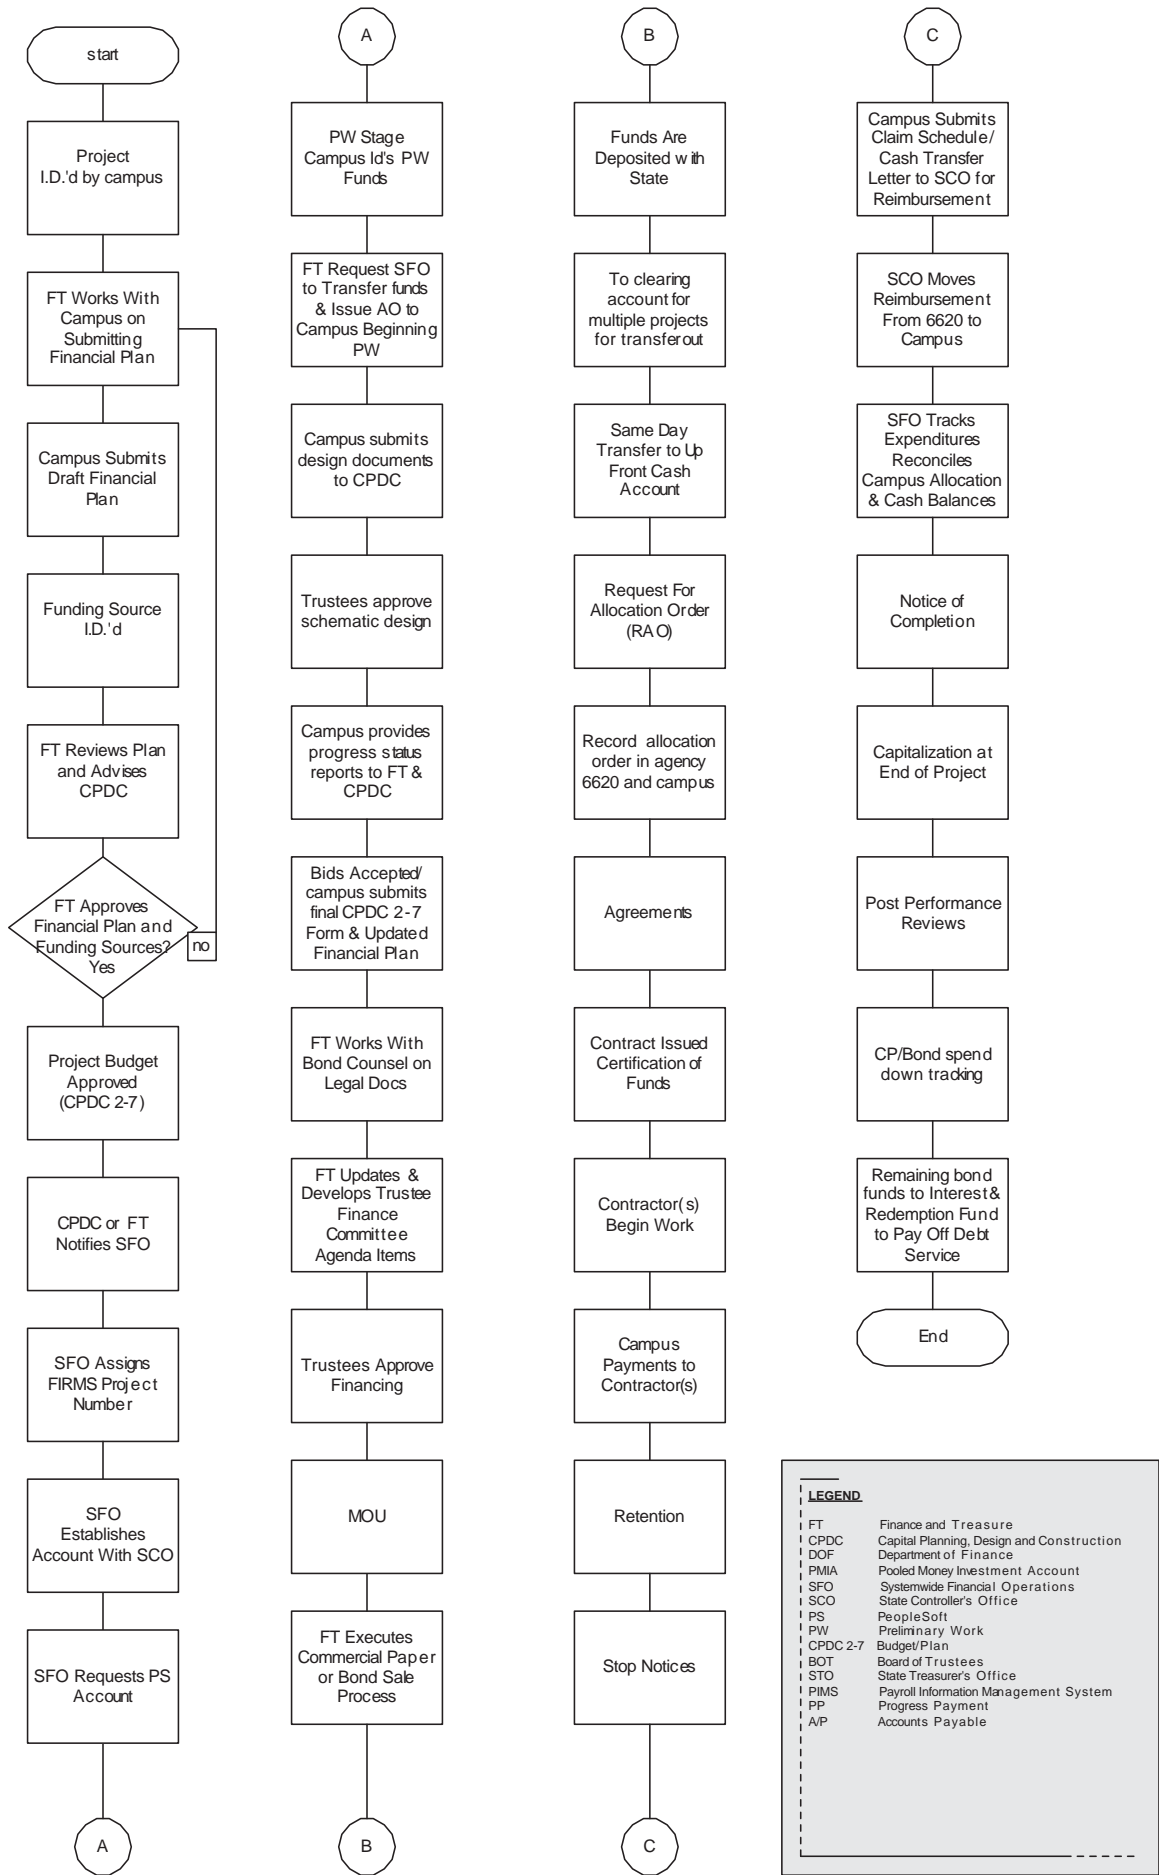 start
Project
I.D.'d by campus
FT Works With
Campus on
Submitting
Financial Plan
Campus Submits
Draft Financial
Plan
Funding Source
I.D.'d
FT Reviews Plan
and Advises
CPDC
FT Approves
Financial Plan and
Funding Sources?
Yes
no
Project Budget
Approved
(CPDC 2-7)
CPDC or FT
Notifies SFO
SFO Assigns
FIRMS Project
Number
SFO
Establishes
Account With SCO
SFO Requests PS
Account
A
A
PW Stage
Campus Id's PW
Funds
FT Request SFO
to Transfer funds
& Issue AO to
Campus Beginning
PW
Campus submits
design documents
to CPDC
Trustees approve
schematic design
Campus provides
progress status
reports to FT &
CPDC
Bids Accepted/
campus submits
final CPDC 2-7
Form & Updated
Financial Plan
FT Works With
Bond Counsel on
Legal Docs
FT Updates &
Develops Trustee
Finance
Committee
Agenda Items
Trustees Approve
Financing
MOU
FT Executes
Commercial Paper
or Bond Sale
Process
B
B
Funds Are
Deposited with
State
To clearing
account for
multiple projects
for transferout
Same Day
Transfer to Up
Front Cash
Account
Request For
Allocation Order
(RAO)
Record allocation
order in agency
6620 and campus
Agreements
Contract Issued
Certification of
Funds
Contractor(s)
Begin Work
Campus
Payments to
Contractor(s)
Retention
Stop Notices
C
C
Campus Submits
Claim Schedule/
Cash Transfer
Letter to SCO for
Reimbursement
SCO Moves
Reimbursement
From 6620 to
Campus
SFO Tracks
Expenditures
Reconciles
Campus Allocation
& Cash Balances
Notice of
Completion
Capitalization at
End of Project
Post Performance
Reviews
CP/Bond spend
down tracking
Remaining bond
funds to Interest &
Redemption Fund
to Pay Off Debt
Service
End
LEGEND
FT Finance and Treasure
CPDC Capital Planning, Design and Construction
DOF Department of Finance
PMIA Pooled Money Investment Account
SFO Systemwide Financial Operations
SCO State Controller's Office
PS PeopleSoft
PW Preliminary Work
CPDC 2-7 Budget/Plan
BOT Board of Trustees
STO State Treasurer's Office
PIMS Payroll Information Management System
PP Progress Payment
A/P Accounts Payable